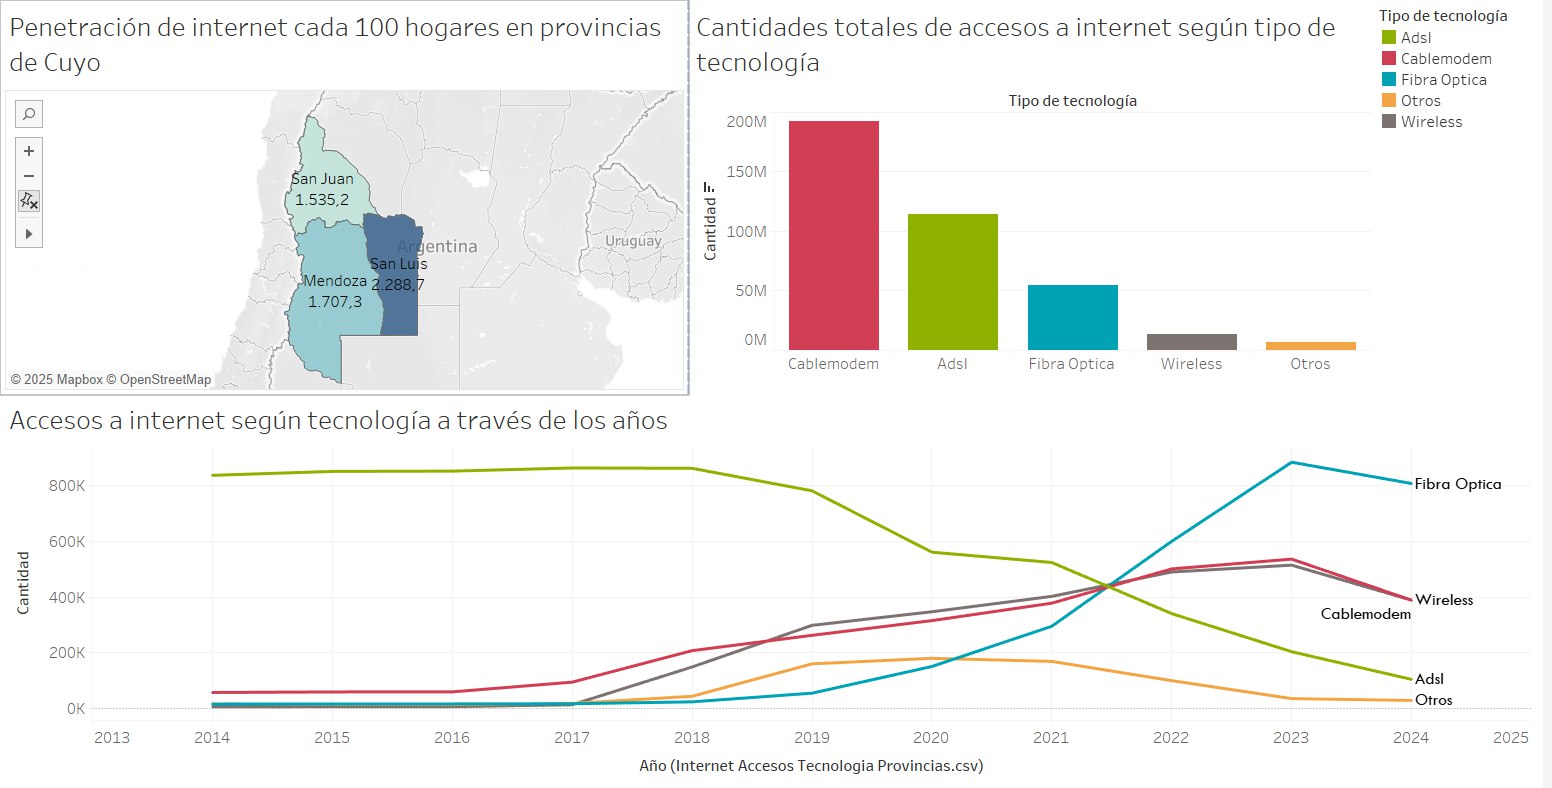 Penetración de internet cada 100 hogares en provincias
de Cuyo
San Juan
1.535,2
Argentina
San Luis
2.288,7
Mendoza
1.707,3
Uruguay
© 2025 Mapbox © OpenStreetMap
Cantidades totales de accesos a internet según tipo de
tecnología
Tipo de tecnología
200M
150M
100M
50M
0M
Cantidad
Cablemodem Adsl Fibra Optica Wireless Otros
Tipo de tecnología
Adsl
Cablemodem
Fibra Optica
Otros
Wireless
Accesos a internet según tecnología a través de los años
800K
600K
400K
200K
0K
Cantidad
Fibra Optica
Wireless
Cablemodem
Adsl
Otros
2013 2014 2015 2016 2017 2018 2019 2020 2021 2022 2023 2024 2025
Año (Internet Accesos Tecnologia Provincias.csv)